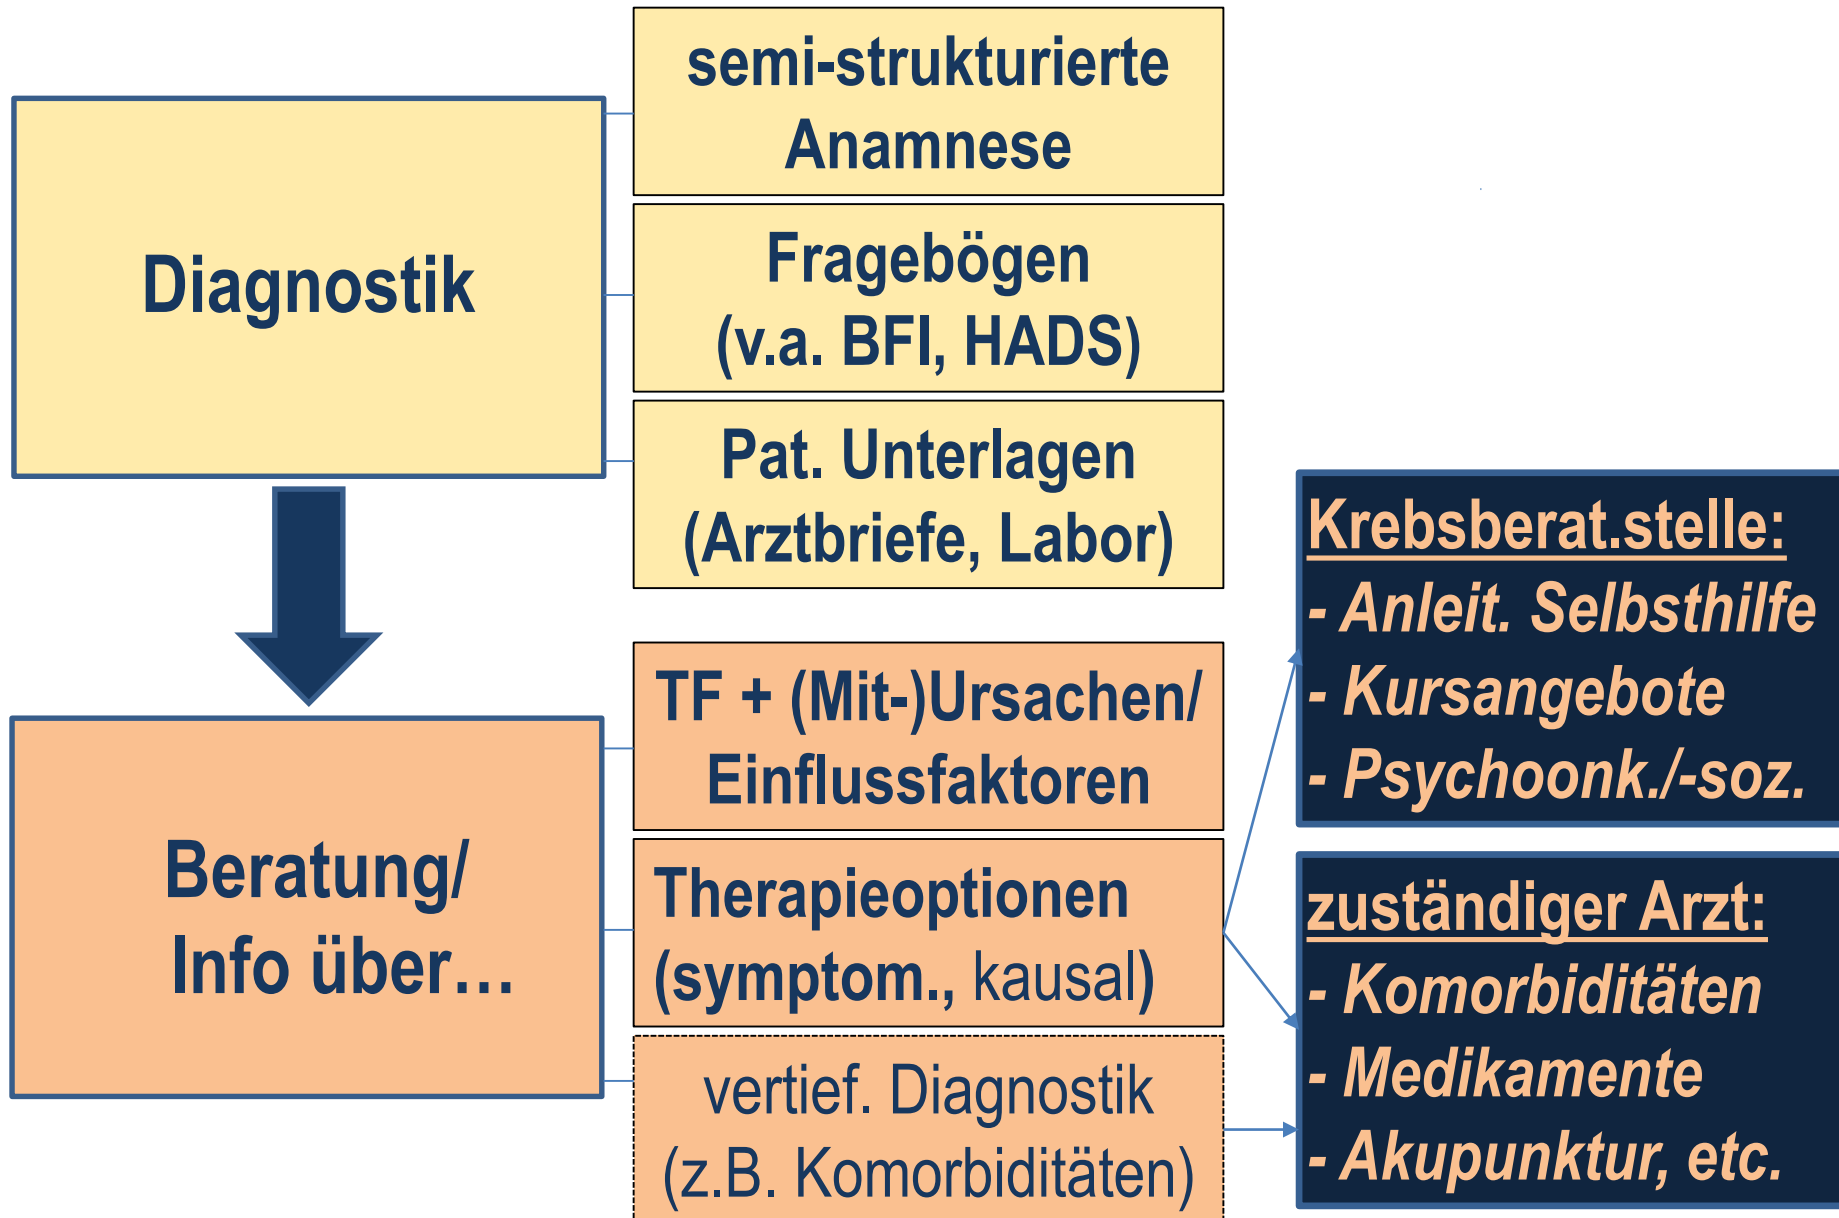 Diagnostik
semi-strukturierte
Anamnese
Fragebögen
(v.a. BFI, HADS)
Pat. Unterlagen
(Arztbriefe, Labor)
Beratung/
Info über…
TF + (Mit-)Ursachen/
Einflussfaktoren
Therapieoptionen
(symptom., kausal)
vertief. Diagnostik
(z.B. Komorbiditäten)
Krebsberat.stelle:
- Anleit. Selbsthilfe
- Kursangebote
- Psychoonk./-soz.
zuständiger Arzt:
- Komorbiditäten
- Medikamente
- Akupunktur, etc.